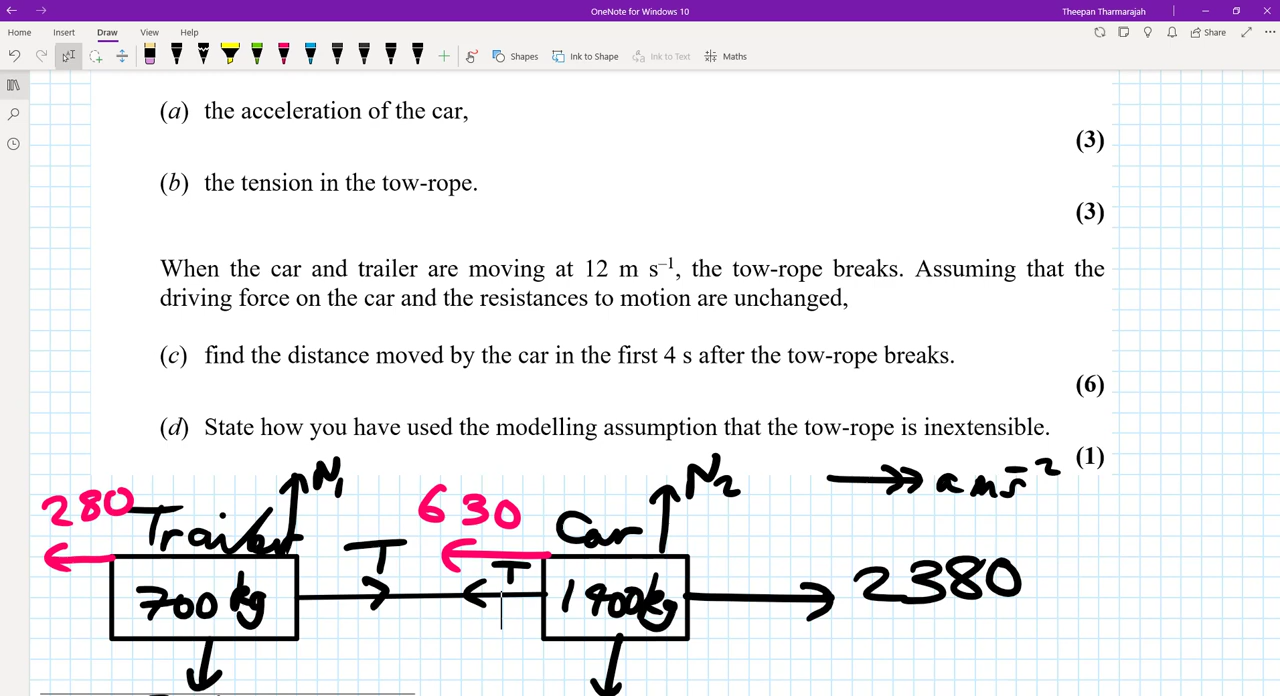 OneNote for Windows 10
Theepan Tharmarajah
Home Insert Draw View Help
Share
Shapes Ink to Shape Ink to Text Maths
(a) the acceleration of the car,
(3)
(b) the tension in the tow-rope.
(3)
When the car and trailer are moving at 12 m s⁻¹, the tow-rope breaks. Assuming that the
driving force on the car and the resistances to motion are unchanged,
(c) find the distance moved by the car in the first 4 s after the tow-rope breaks.
(6)
(d) State how you have used the modelling assumption that the tow-rope is inextensible.
(1)
280 Trailer N₁ 630 Car N₂ a ms⁻²
T T 2380
700 kg 1400 kg